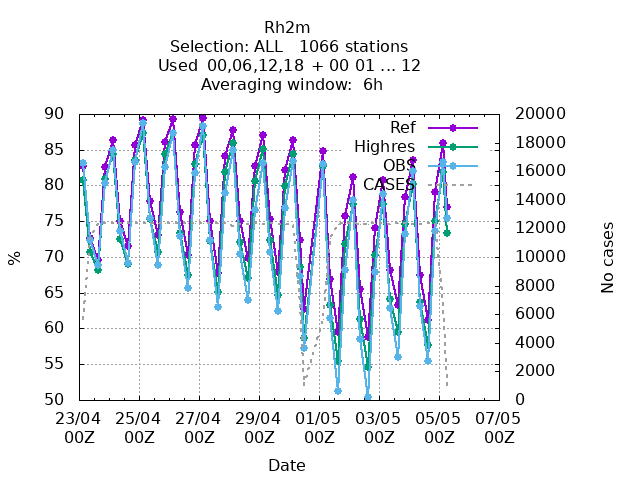 Rh2m
Selection: ALL   1066 stations
Used  00,06,12,18  + 00 01 ... 12
Averaging window:  6h
90
85
80
75
70
65
60
55
50
%
20000
18000
16000
14000
12000
10000
8000
6000
4000
2000
0
No cases
Ref
Highres
OBS
CASES
23/04 25/04 27/04 29/04 01/05 03/05 05/05 07/05
00Z 00Z 00Z 00Z 00Z 00Z 00Z 00Z
Date